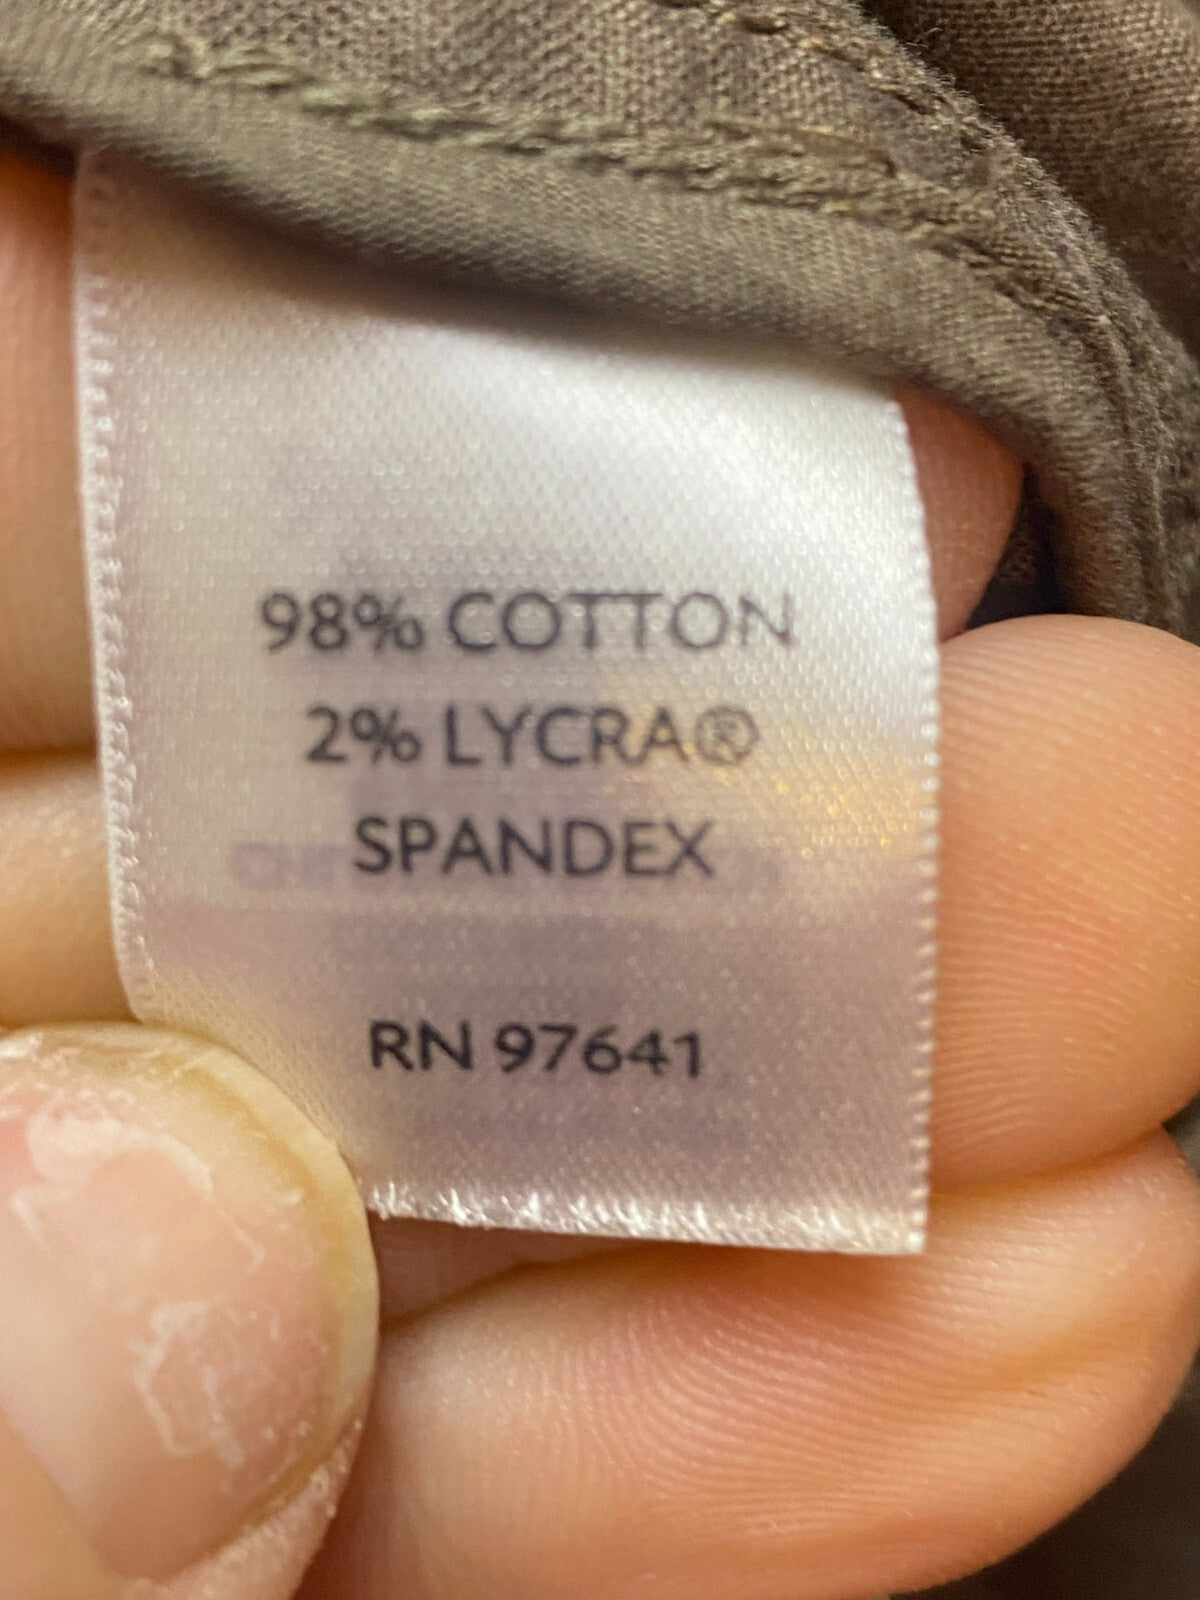 98% COTTON
2% LYCRA®
SPANDEX
RN 97641